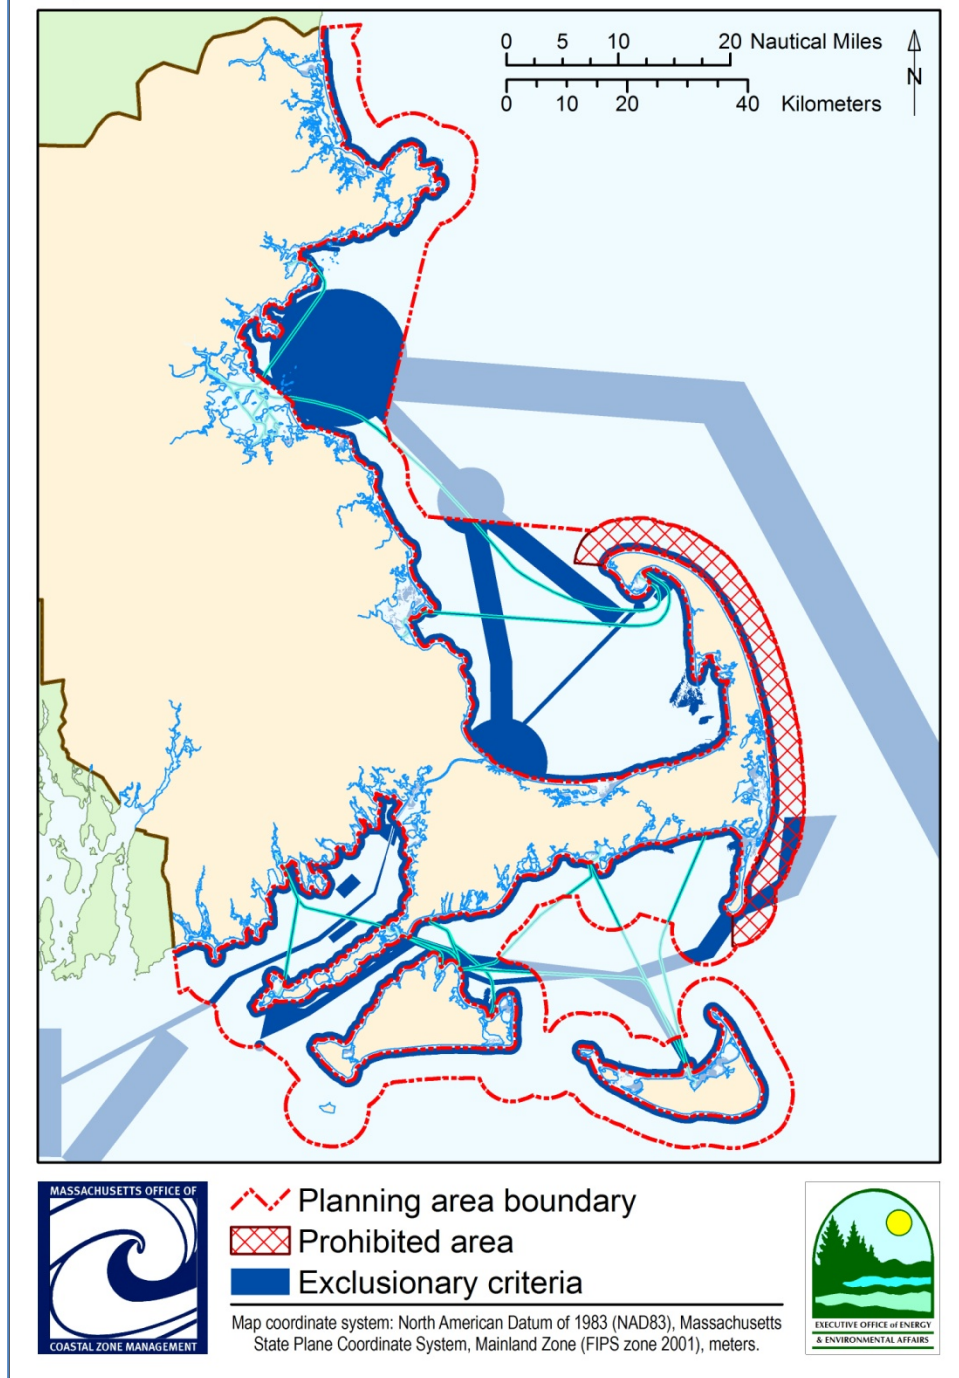 0 5 10 20 Nautical Miles
N
0 10 20 40 Kilometers
MASSACHUSETTS OFFICE OF
COASTAL ZONE MANAGEMENT
Planning area boundary
Prohibited area
Exclusionary criteria
Map coordinate system: North American Datum of 1983 (NAD83), Massachusetts
State Plane Coordinate System, Mainland Zone (FIPS zone 2001), meters.
EXECUTIVE OFFICE of ENERGY
& ENVIRONMENTAL AFFAIRS